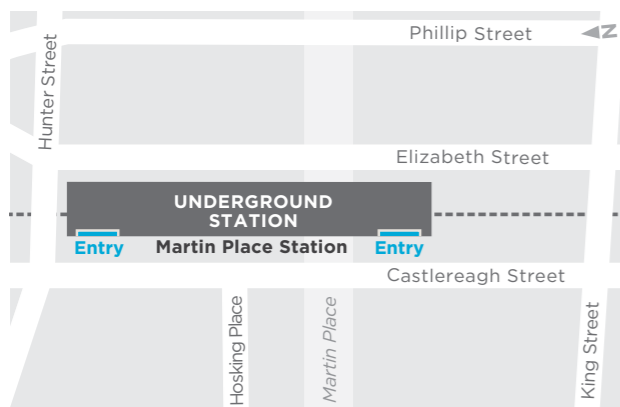 Phillip Street
N
Hunter Street
Elizabeth Street
UNDERGROUND
STATION
Entry
Martin Place Station
Entry
Castlereagh Street
Hosking Place
Martin Place
King Street